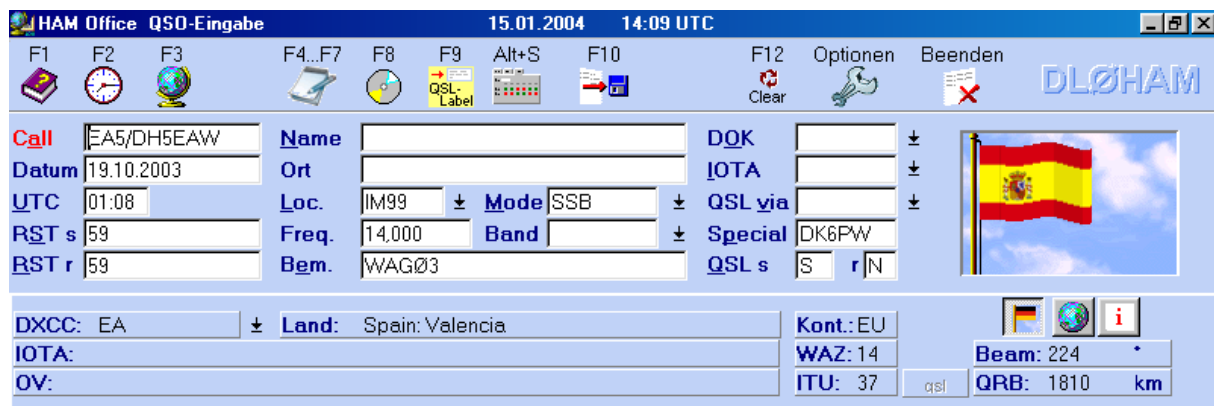 HAM Office QSO-Eingabe 15.01.2004 14:09 UTC
F1 F2 F3 F4...F7 F8 F9 Alt+S F10 F12 Optionen Beenden
QSL-Label Clear DLØHAM
Call EA5/DH5EAW Name DOK
Datum 19.10.2003 Ort IOTA
UTC 01:08 Loc. IM99 Mode SSB QSL via
RST s 59 Freq. 14,000 Band Special DK6PW
RST r 59 Bem. WAGØ3 QSL s S r N
DXCC: EA Land: Spain: Valencia Kont.: EU i
IOTA: WAZ: 14 Beam: 224 °
OV: ITU: 37 qsl QRB: 1810 km